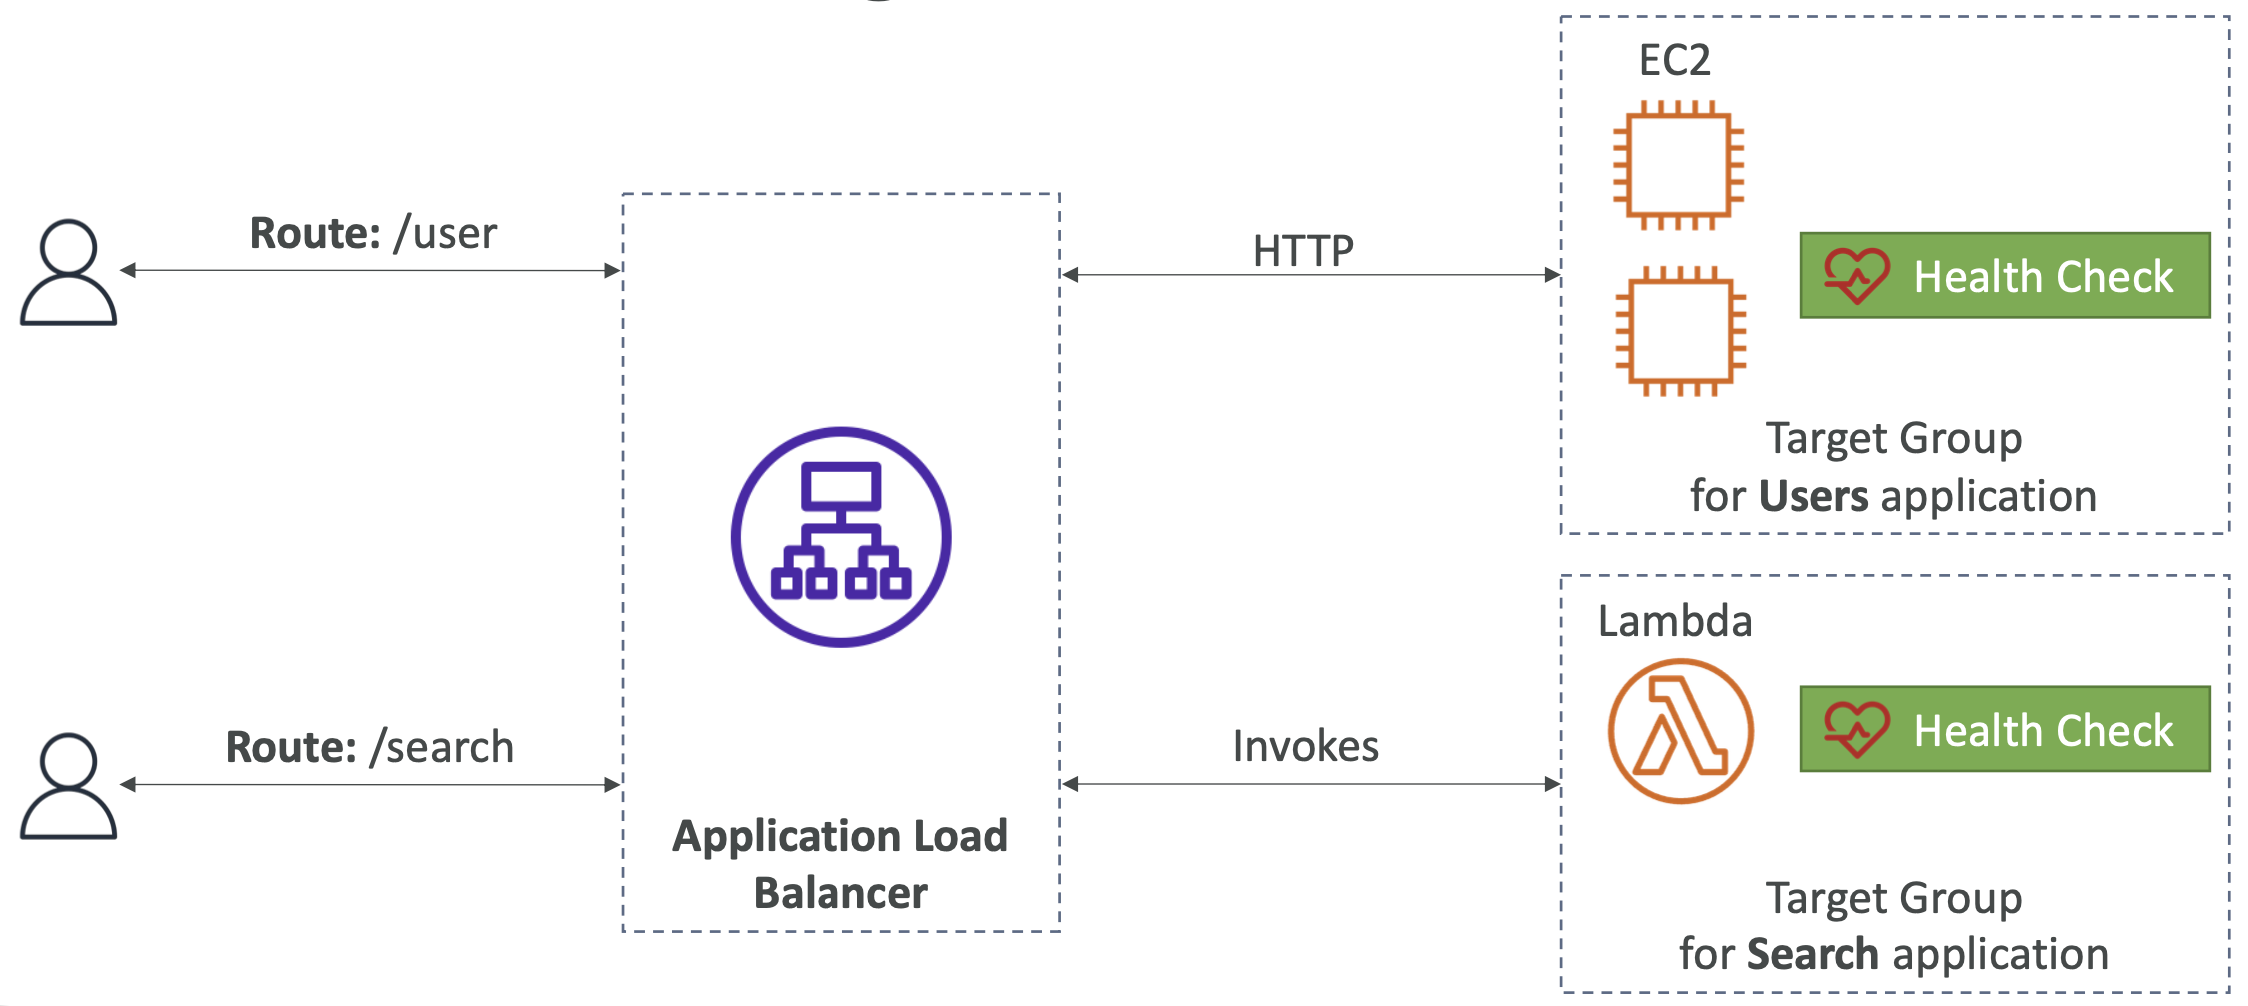 EC2
Route: /user
HTTP
Health Check
Target Group
for Users application
Lambda
Route: /search
Invokes
Health Check
Application Load
Balancer
Target Group
for Search application